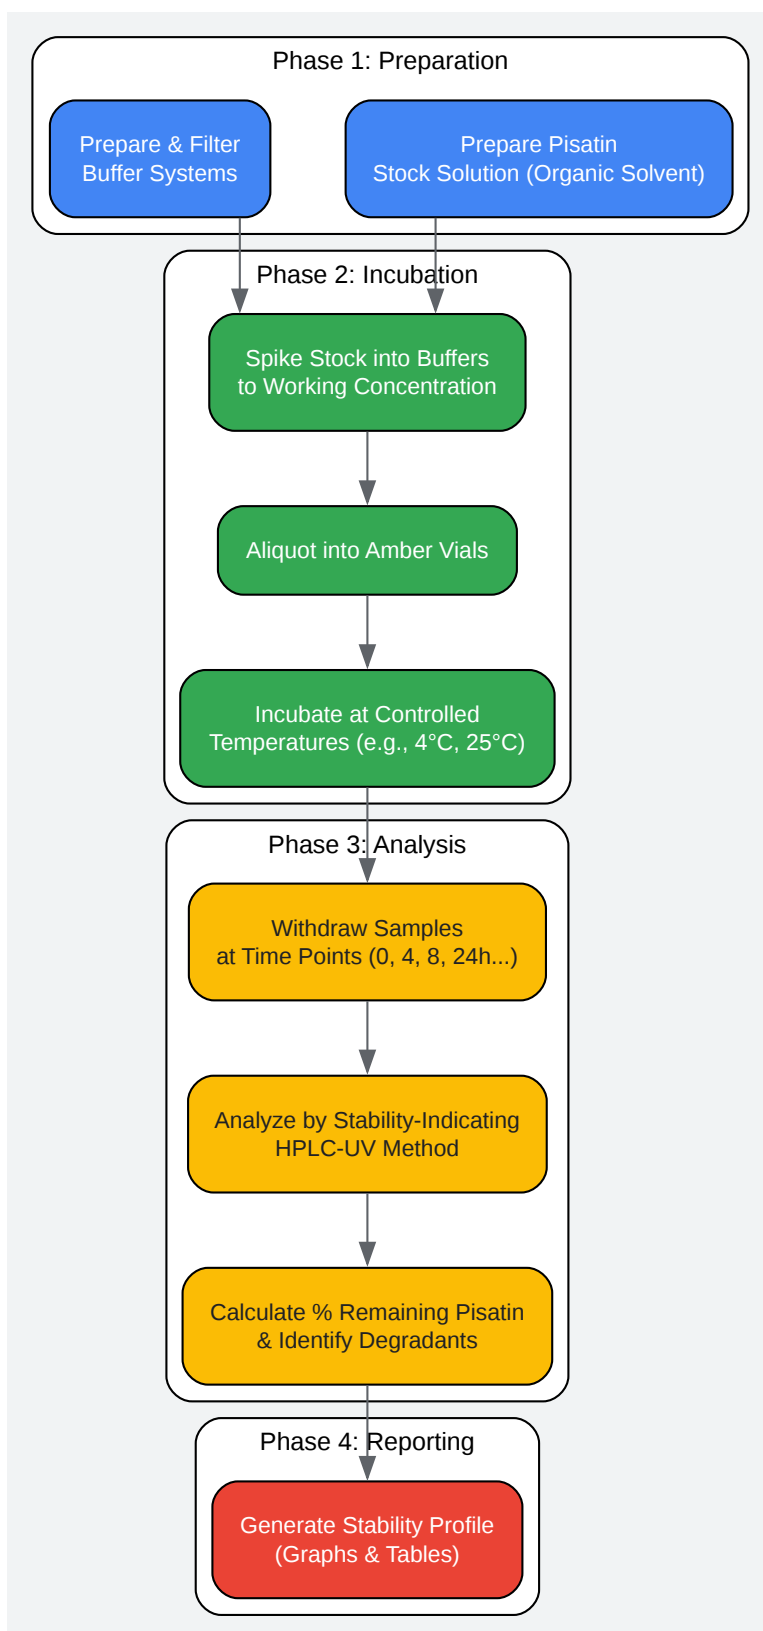 Phase 1: Preparation
Prepare & Filter
Buffer Systems
Prepare Pisatin
Stock Solution (Organic Solvent)
Phase 2: Incubation
Spike Stock into Buffers
to Working Concentration
Aliquot into Amber Vials
Incubate at Controlled
Temperatures (e.g., 4°C, 25°C)
Phase 3: Analysis
Withdraw Samples
at Time Points (0, 4, 8, 24h...)
Analyze by Stability-Indicating
HPLC-UV Method
Calculate % Remaining Pisatin
& Identify Degradants
Phase 4: Reporting
Generate Stability Profile
(Graphs & Tables)